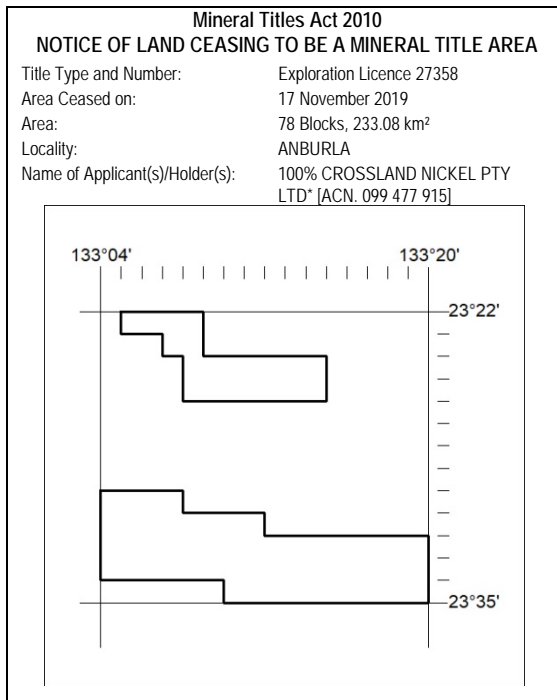 Mineral Titles Act 2010
NOTICE OF LAND CEASING TO BE A MINERAL TITLE AREA
Title Type and Number: Exploration Licence 27358
Area Ceased on: 17 November 2019
Area: 78 Blocks, 233.08 km²
Locality: ANBURLA
Name of Applicant(s)/Holder(s): 100% CROSSLAND NICKEL PTY
LTD* [ACN. 099 477 915]
133°04' 133°20'
23°22'
23°35'